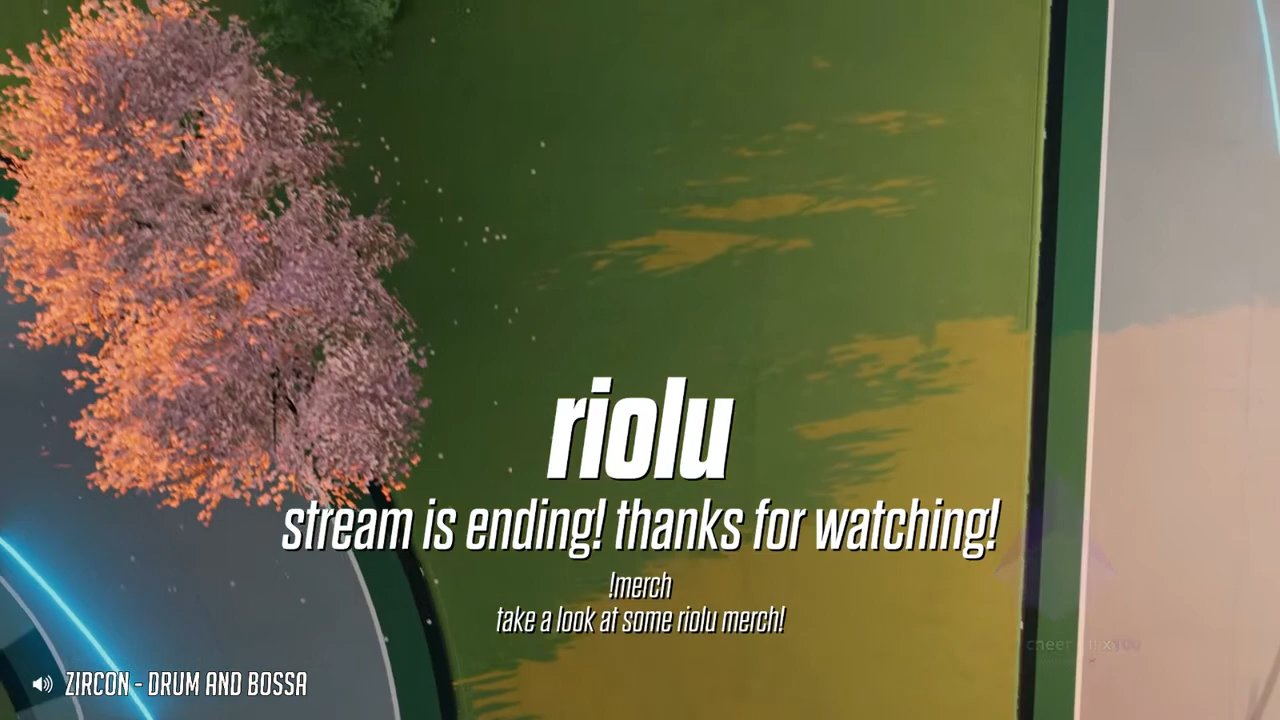 riolu
stream is ending! thanks for watching!
!merch
take a look at some riolu merch!
ZIRCON - DRUM AND BOSSA